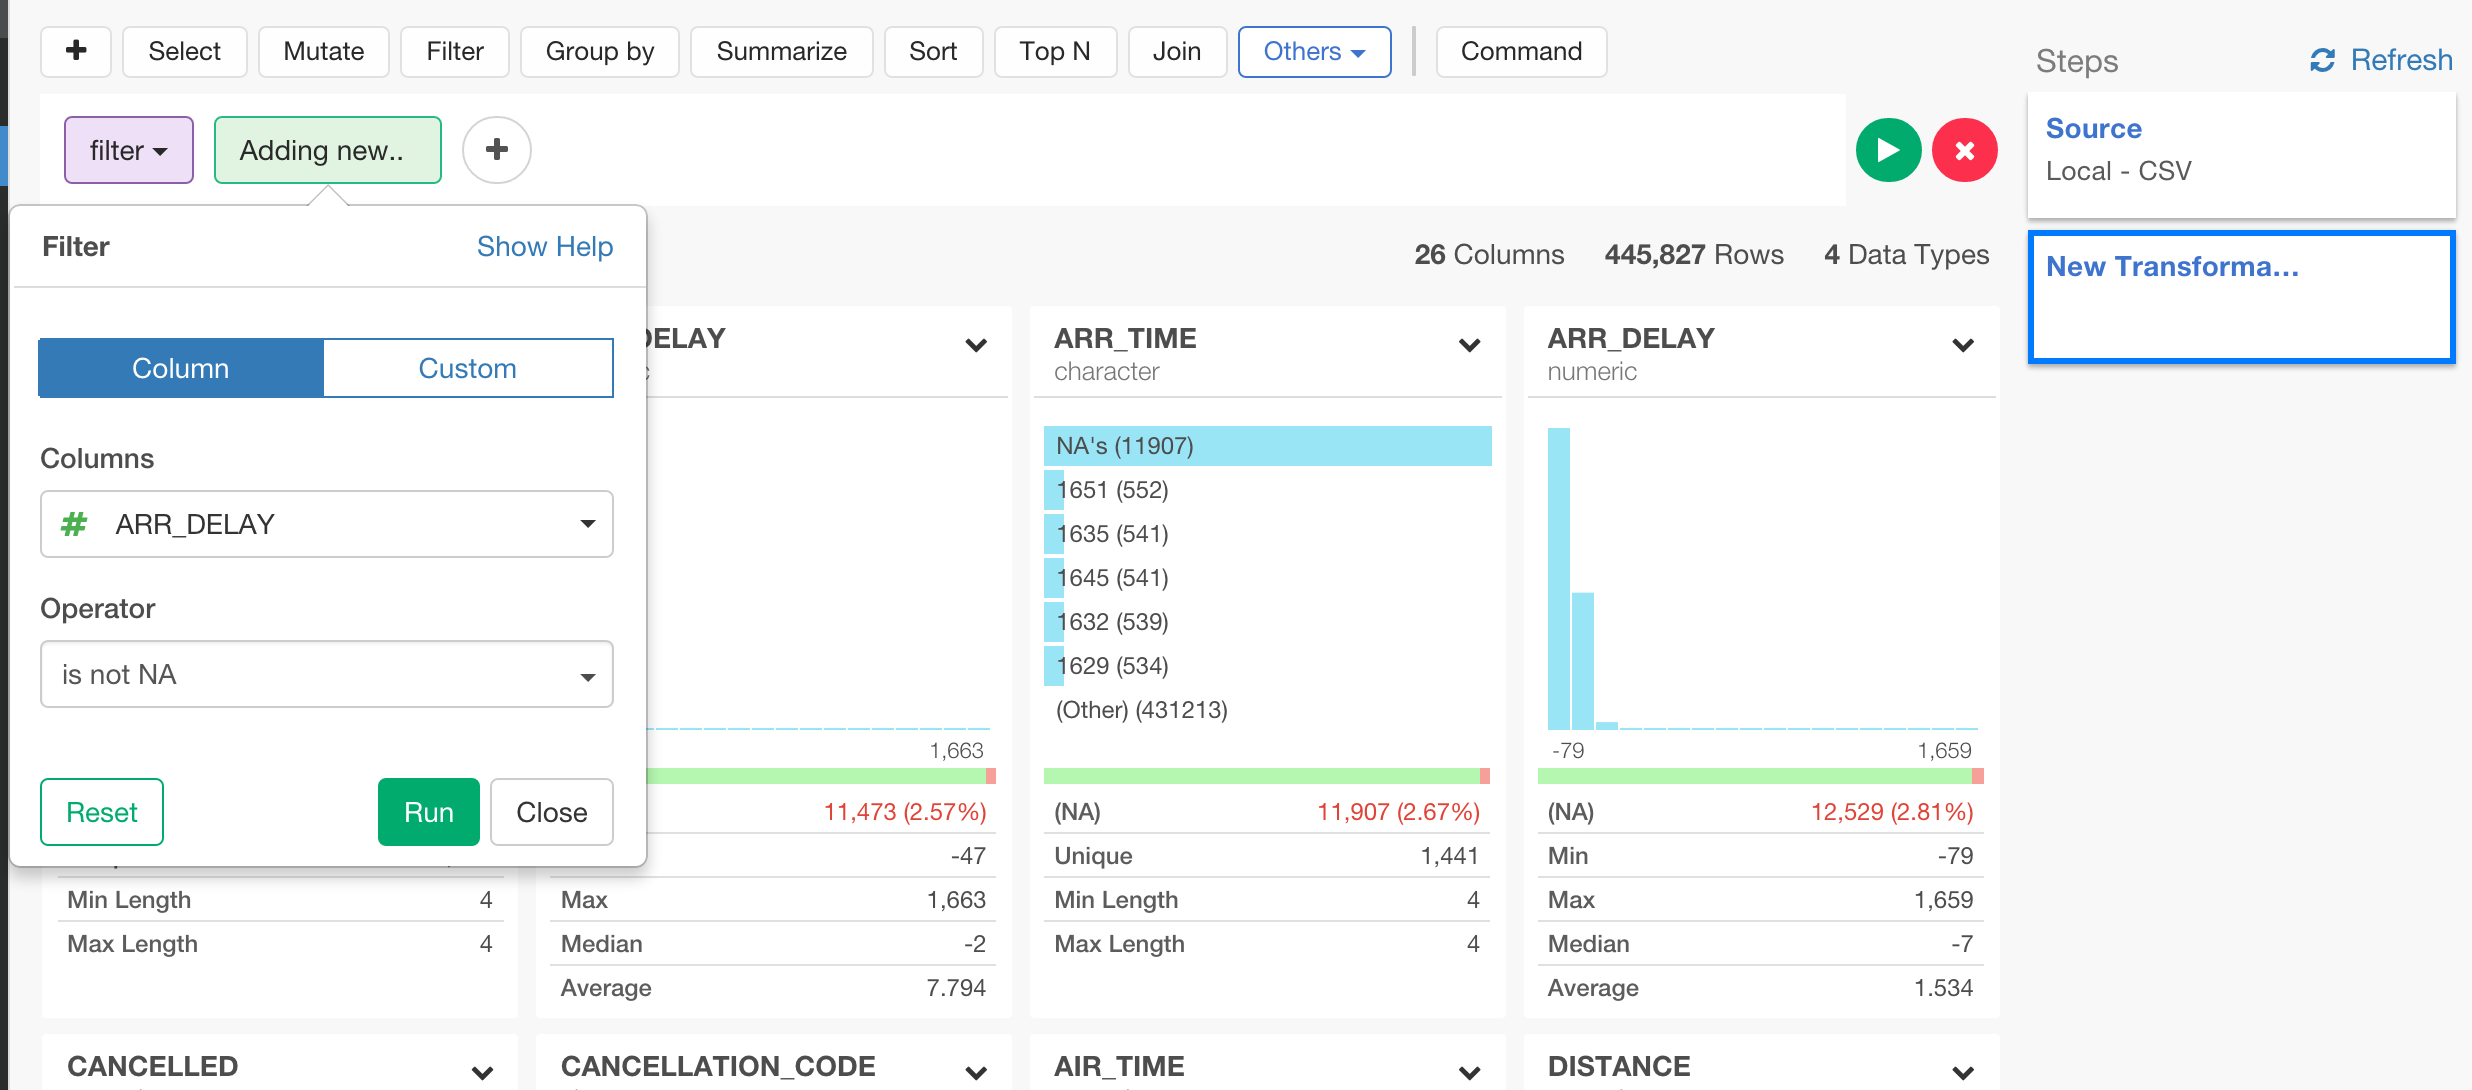 Select Mutate Filter Group by Summarize Sort Top N Join Others Command
Steps Refresh
filter Adding new..
Source
Local - CSV
New Transforma...
Filter Show Help
26 Columns 445,827 Rows 4 Data Types
Column Custom
Columns
# ARR_DELAY
Operator
is not NA
Reset Run Close
Min Length 4
Max Length 4
DELAY
1,663
11,473 (2.57%)
-47
Max 1,663
Median -2
Average 7.794
ARR_TIME
character
NA's (11907)
1651 (552)
1635 (541)
1645 (541)
1632 (539)
1629 (534)
(Other) (431213)
(NA) 11,907 (2.67%)
Unique 1,441
Min Length 4
Max Length 4
ARR_DELAY
numeric
-79 1,659
(NA) 12,529 (2.81%)
Min -79
Max 1,659
Median -7
Average 1.534
CANCELLED
CANCELLATION_CODE
AIR_TIME
DISTANCE